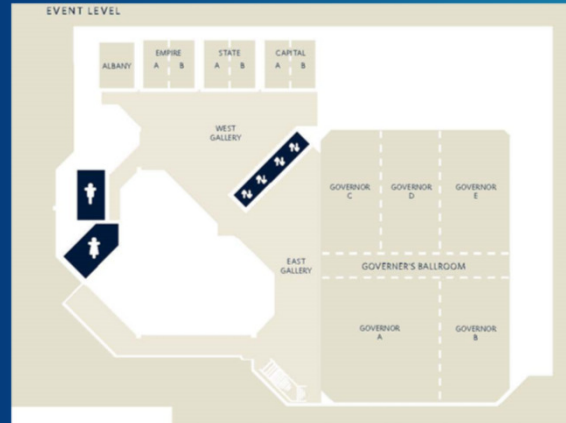 EVENT LEVEL
ALBANY
EMPIRE
A B
STATE
A B
CAPITAL
A B
WEST
GALLERY
GOVERNOR
C
GOVERNOR
D
GOVERNOR
E
EAST
GALLERY
GOVERNER'S BALLROOM
GOVERNOR
A
GOVERNOR
B